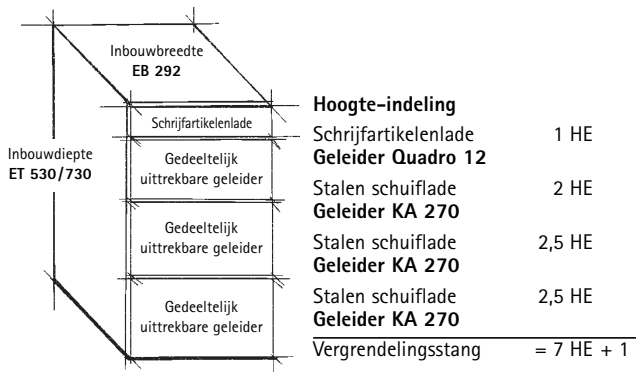 Inbouwbreedte
EB 292
Schrijfartikelenlade
Inbouwdiepte
ET 530/730
Gedeeltelijk
uittrekbare geleider
Gedeeltelijk
uittrekbare geleider
Gedeeltelijk
uittrekbare geleider
Hoogte-indeling
Schrijfartikelenlade 1 HE
Geleider Quadro 12
Stalen schuiflade 2 HE
Geleider KA 270
Stalen schuiflade 2,5 HE
Geleider KA 270
Stalen schuiflade 2,5 HE
Geleider KA 270
Vergrendelingsstang = 7 HE + 1